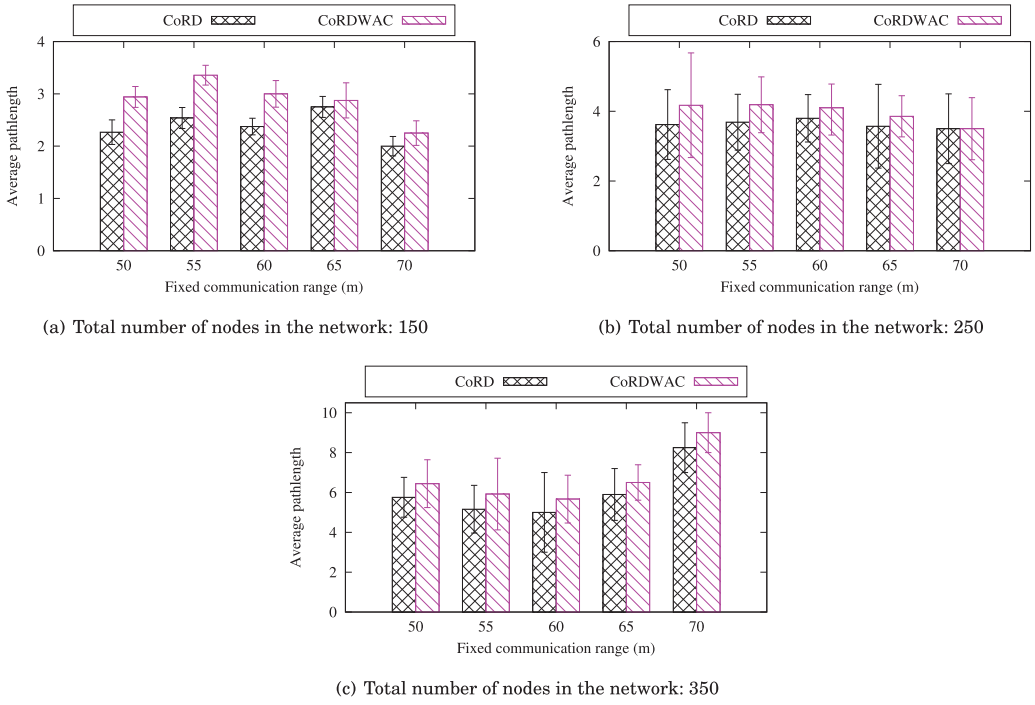 CoRD CoRDWAC
4
3
2
1
0
Average pathlength
50 55 60 65 70
Fixed communication range (m)
(a) Total number of nodes in the network: 150
CoRD CoRDWAC
6
4
2
0
Average pathlength
50 55 60 65 70
Fixed communication range (m)
(b) Total number of nodes in the network: 250
CoRD CoRDWAC
10
8
6
4
2
0
Average pathlength
50 55 60 65 70
Fixed communication range (m)
(c) Total number of nodes in the network: 350